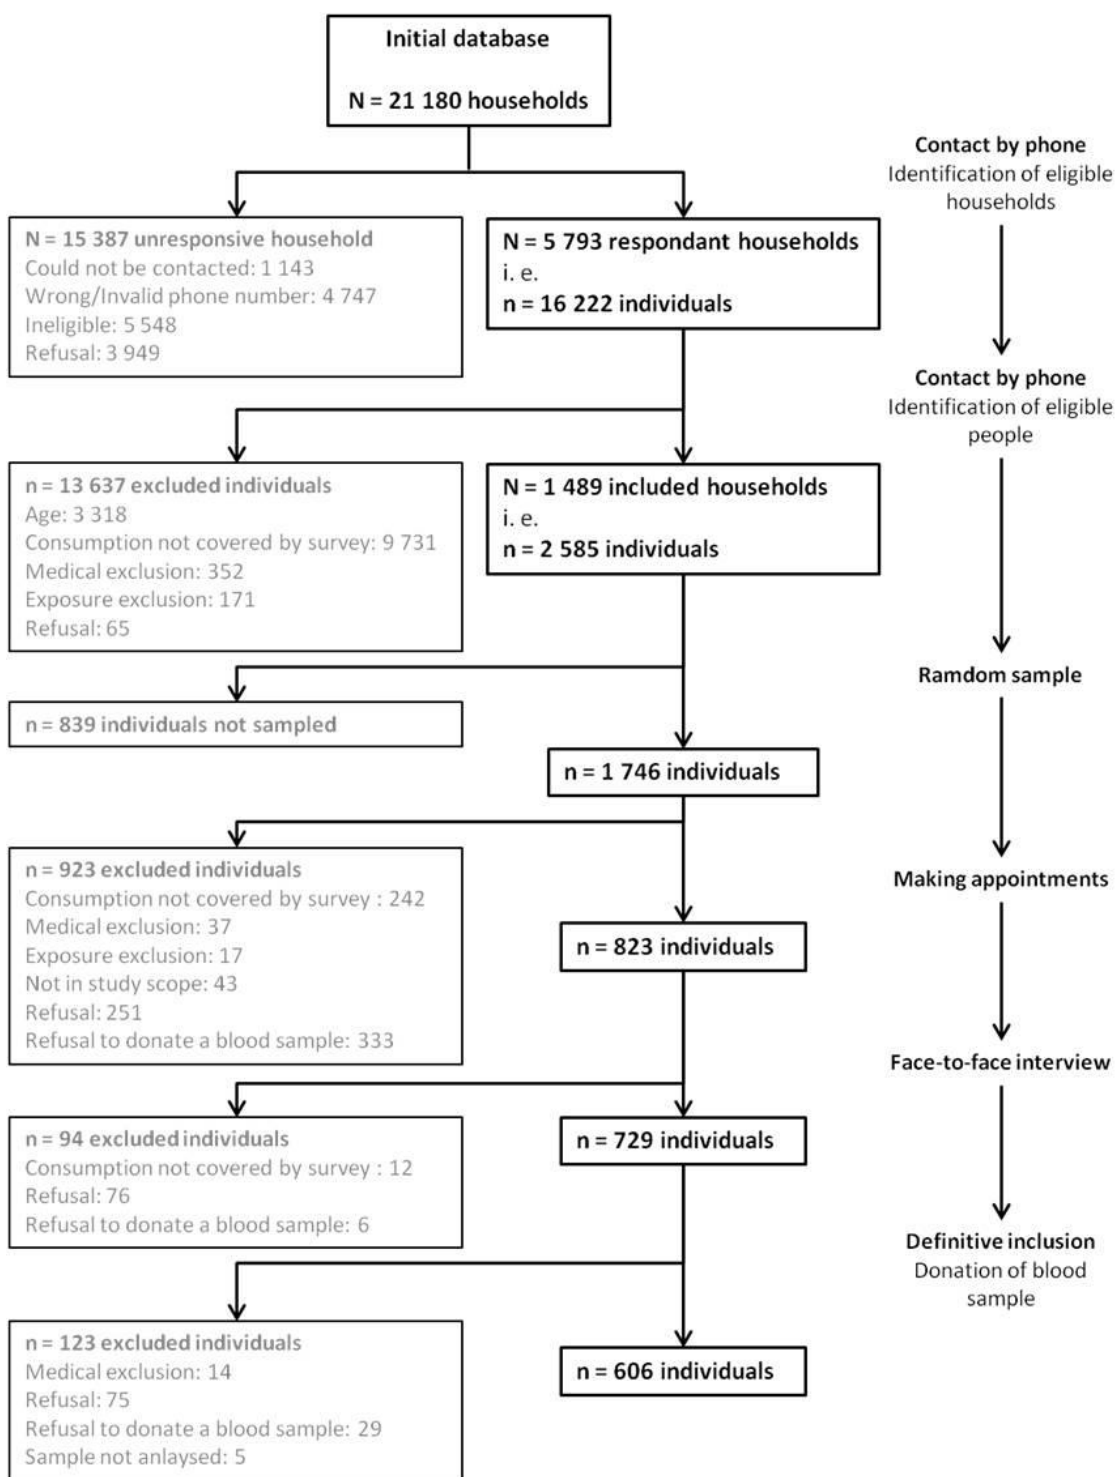 Initial database
N = 21 180 households
Contact by phone
Identification of eligible
households
N = 15 387 unresponsive household
Could not be contacted: 1 143
Wrong/Invalid phone number: 4 747
Ineligible: 5 548
Refusal: 3 949
N = 5 793 respondant households
i. e.
n = 16 222 individuals
Contact by phone
Identification of eligible
people
n = 13 637 excluded individuals
Age: 3 318
Consumption not covered by survey: 9 731
Medical exclusion: 352
Exposure exclusion: 171
Refusal: 65
N = 1 489 included households
i. e.
n = 2 585 individuals
Ramdom sample
n = 839 individuals not sampled
n = 1 746 individuals
Making appointments
n = 923 excluded individuals
Consumption not covered by survey : 242
Medical exclusion: 37
Exposure exclusion: 17
Not in study scope: 43
Refusal: 251
Refusal to donate a blood sample: 333
n = 823 individuals
Face-to-face interview
n = 94 excluded individuals
Consumption not covered by survey : 12
Refusal: 76
Refusal to donate a blood sample: 6
n = 729 individuals
Definitive inclusion
Donation of blood
sample
n = 123 excluded individuals
Medical exclusion: 14
Refusal: 75
Refusal to donate a blood sample: 29
Sample not anlaysed: 5
n = 606 individuals